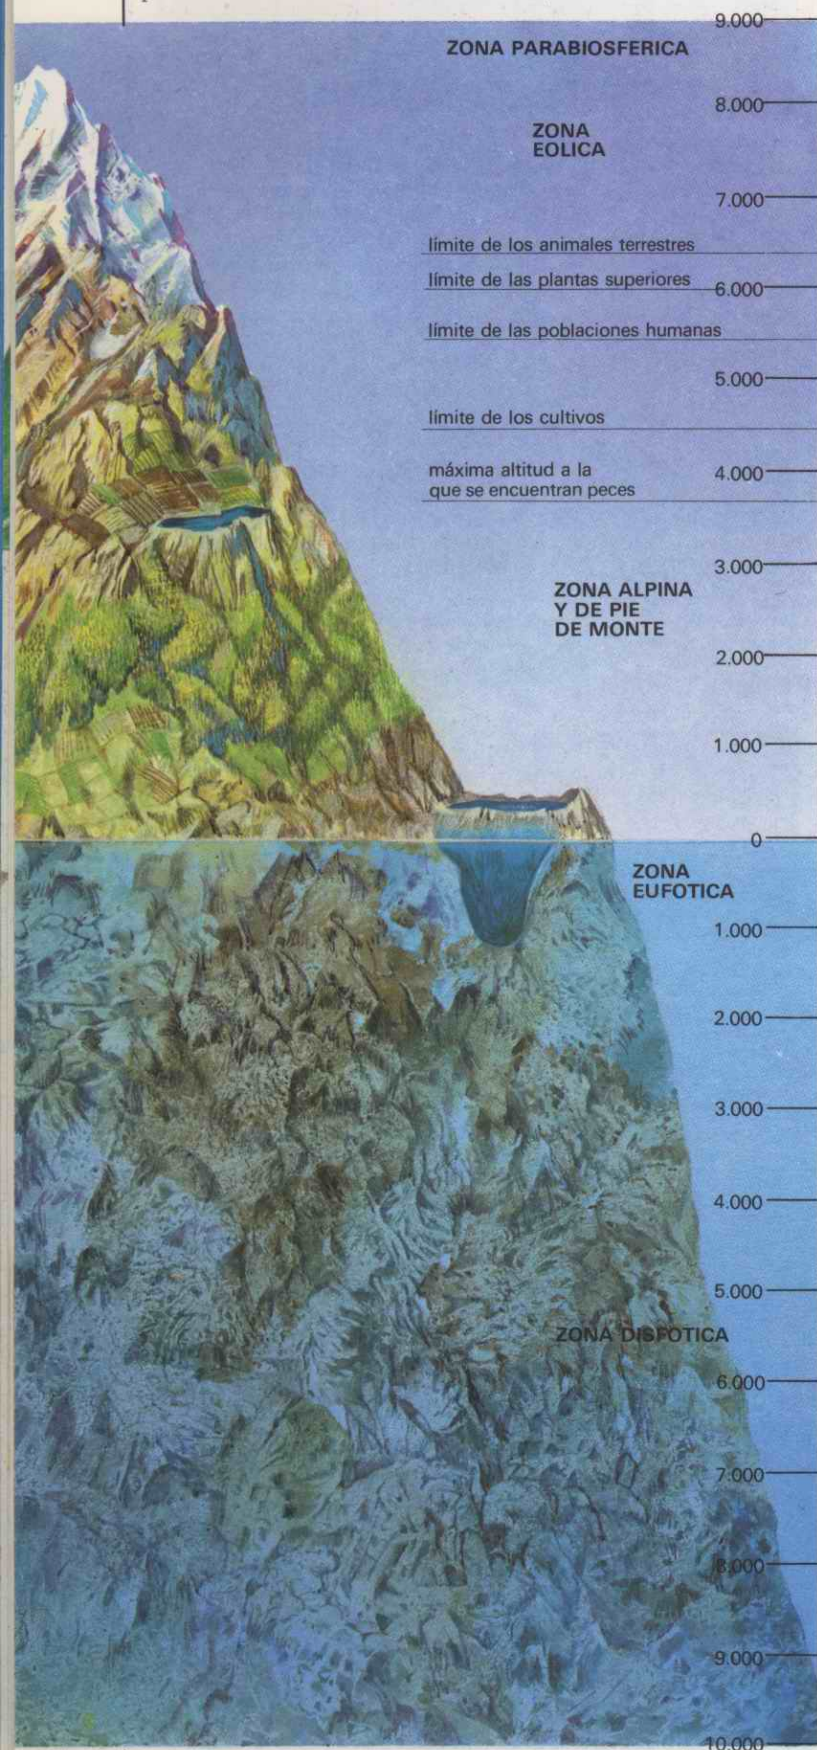 9.000
ZONA PARABIOSFERICA
8.000
ZONA
EOLICA
7.000
límite de los animales terrestres
límite de las plantas superiores
6.000
límite de las poblaciones humanas
5.000
límite de los cultivos
máxima altitud a la
que se encuentran peces
4.000
3.000
ZONA ALPINA
Y DE PIE
DE MONTE
2.000
1.000
0
ZONA
EUFOTICA
1.000
2.000
3.000
4.000
5.000
ZONA DISFOTICA
6.000
7.000
8.000
9.000
10.000